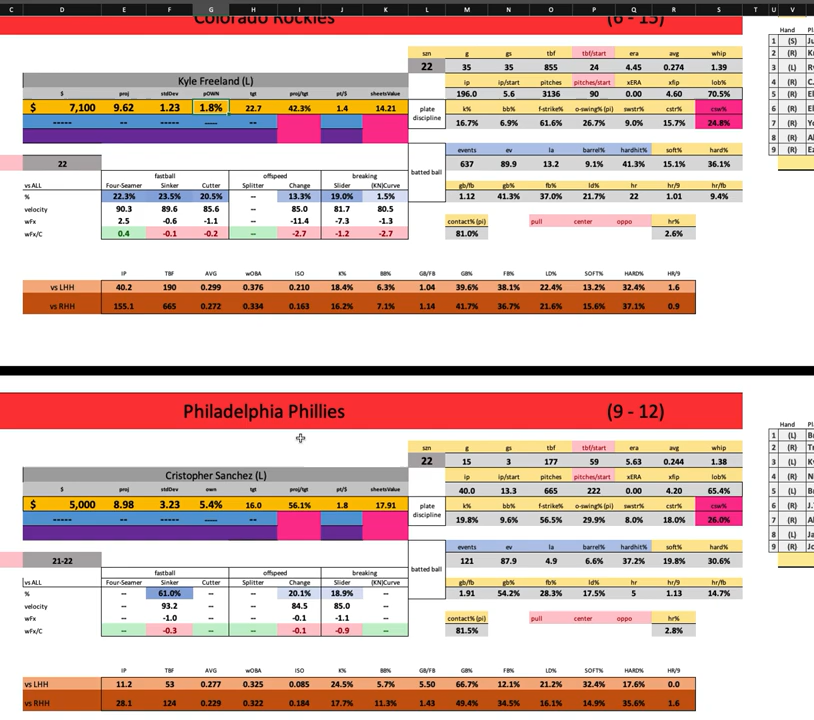 C D E F G H I J K L M N O P Q R S T U V
Colorado Rockies (6 - 15)
Hand Pl
szn g gs tbf tbf/start era avg whip
22 35 35 855 24 4.45 0.274 1.39
1 (S) Ju
2 (R) K
3 (L) Ry
4 (R) C.
5 (R) El
6 (R) El
7 (R) Yo
8 (R) Al
9 (R) Ez
Kyle Freeland (L)
ip ip/start pitches pitches/start xERA xfip lob%
196.0 5.6 3136 90 0.00 4.60 70.5%
$ proj stdDev pOWN tgt proj/tgt pt/$ sheetsValue
$ 7,100 9.62 1.23 1.8% 22.7 42.3% 1.4 14.21
plate discipline
k% bb% f-strike% o-swing% (pi) swstr% cstr% csw%
16.7% 6.9% 61.6% 26.7% 9.0% 15.7% 24.8%
----- -- --- ---- --
batted ball
events ev la barrel% hardhit% soft% hard%
637 89.9 13.2 9.1% 41.3% 15.1% 36.1%
22
fastball offspeed breaking
vs ALL Four-Seamer Sinker Cutter Splitter Change Slider (KN)Curve
gb/fb gb% fb% ld% hr hr/9 hr/fb
1.12 41.3% 37.0% 21.7% 22 1.01 9.4%
% 22.3% 23.5% 20.5% -- 13.3% 19.0% 1.5%
velocity 90.3 89.6 85.6 -- 85.0 81.7 80.5
wFx 2.5 -0.6 -1.1 -- -11.4 -7.3 -1.3
wFx/C 0.4 -0.1 -0.2 -- -2.7 -1.2 -2.7
contact% (pi) pull center oppo hr%
81.0% 2.6%
IP TBF AVG wOBA ISO K% BB% GB/FB GB% FB% LD% SOFT% HARD% HR/9
vs LHH 40.2 190 0.299 0.376 0.210 18.4% 6.3% 1.04 39.6% 38.1% 22.4% 13.2% 32.4% 1.6
vs RHH 155.1 665 0.272 0.334 0.163 16.2% 7.1% 1.14 41.7% 36.7% 21.6% 15.6% 37.1% 0.9
Philadelphia Phillies (9 - 12)
Hand Pl
szn g gs tbf tbf/start era avg whip
22 15 3 177 59 5.63 0.244 1.38
1 (L) Br
2 (R) Tr
3 (L) Ky
4 (R) Ni
5 (L) Br
6 (R) J.
7 (R) Al
8 (L) Ja
9 (R) Jo
Cristopher Sanchez (L)
ip ip/start pitches pitches/start xERA xfip lob%
40.0 13.3 665 222 0.00 4.20 65.4%
$ proj stdDev own tgt proj/tgt pt/$ sheetsValue
$ 5,000 8.98 3.23 5.4% 16.0 56.1% 1.8 17.91
plate discipline
k% bb% f-strike% o-swing% (pi) swstr% cstr% csw%
19.8% 9.6% 56.5% 29.9% 8.0% 18.0% 26.0%
----- -- --- ---- --
batted ball
events ev la barrel% hardhit% soft% hard%
121 87.9 4.9 6.6% 37.2% 19.8% 30.6%
21-22
fastball offspeed breaking
vs ALL Four-Seamer Sinker Cutter Splitter Change Slider (KN)Curve
gb/fb gb% fb% ld% hr hr/9 hr/fb
1.91 54.2% 28.3% 17.5% 5 1.13 14.7%
% -- 61.0% -- -- 20.1% 18.9% --
velocity -- 93.2 -- -- 84.5 85.0 --
wFx -- -1.0 -- -- -0.1 -1.1 --
wFx/C -- -0.3 -- -- -0.1 -0.9 --
contact% (pi) pull center oppo hr%
81.5% 2.8%
IP TBF AVG wOBA ISO K% BB% GB/FB GB% FB% LD% SOFT% HARD% HR/9
vs LHH 11.2 53 0.277 0.325 0.085 24.5% 5.7% 5.50 66.7% 12.1% 21.2% 32.4% 17.6% 0.0
vs RHH 28.1 124 0.229 0.322 0.184 17.7% 11.3% 1.43 49.4% 34.5% 16.1% 14.9% 35.6% 1.6